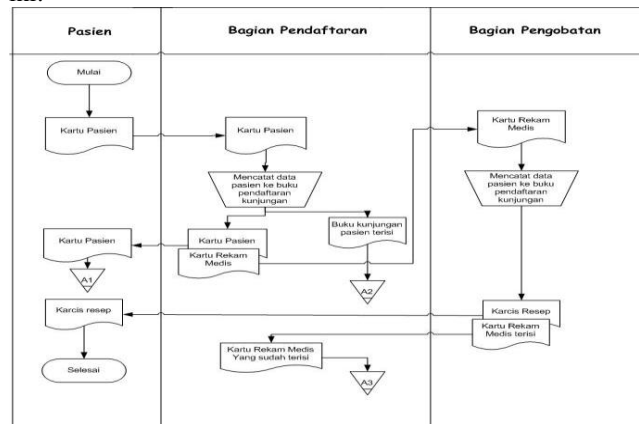 Pasien
Bagian Pendaftaran
Bagian Pengobatan
Mulai
Kartu Pasien
Kartu Pasien
Kartu Rekam
Medis
Mencatat data
pasien ke buku
pendaftaran
kunjungan
Mencatat data
pasien ke buku
pendaftaran
kunjungan
Kartu Pasien
Kartu Pasien
Kartu Rekam
Medis
Buku kunjungan
pasien terisi
A1
A2
Karcis resep
Karcis Resep
Kartu Rekam
Medis terisi
Kartu Rekam Medis
Yang sudah terisi
Selesai
A3